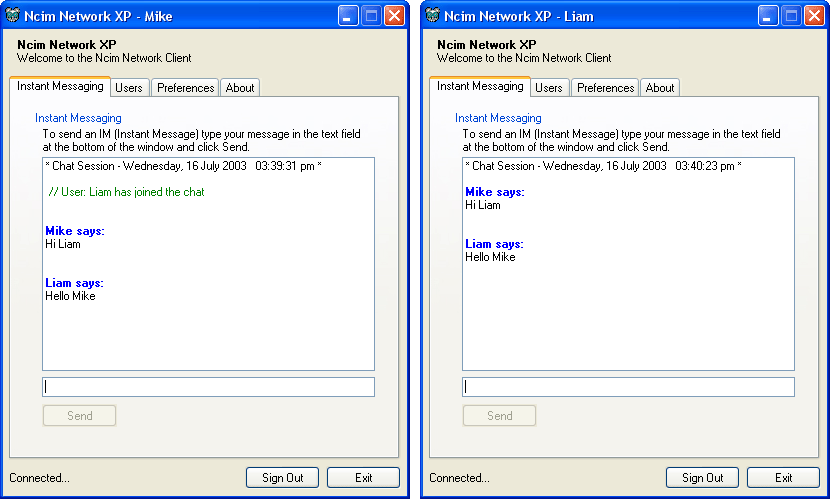 Ncim Network XP - Mike
Ncim Network XP
Welcome to the Ncim Network Client
Instant Messaging Users Preferences About
Instant Messaging
To send an IM (Instant Message) type your message in the text field
at the bottom of the window and click Send.
* Chat Session - Wednesday, 16 July 2003 03:39:31 pm *
// User: Liam has joined the chat
Mike says:
Hi Liam
Liam says:
Hello Mike
Send
Connected... Sign Out Exit
Ncim Network XP - Liam
Ncim Network XP
Welcome to the Ncim Network Client
Instant Messaging Users Preferences About
Instant Messaging
To send an IM (Instant Message) type your message in the text field
at the bottom of the window and click Send.
* Chat Session - Wednesday, 16 July 2003 03:40:23 pm *
Mike says:
Hi Liam
Liam says:
Hello Mike
Send
Connected... Sign Out Exit